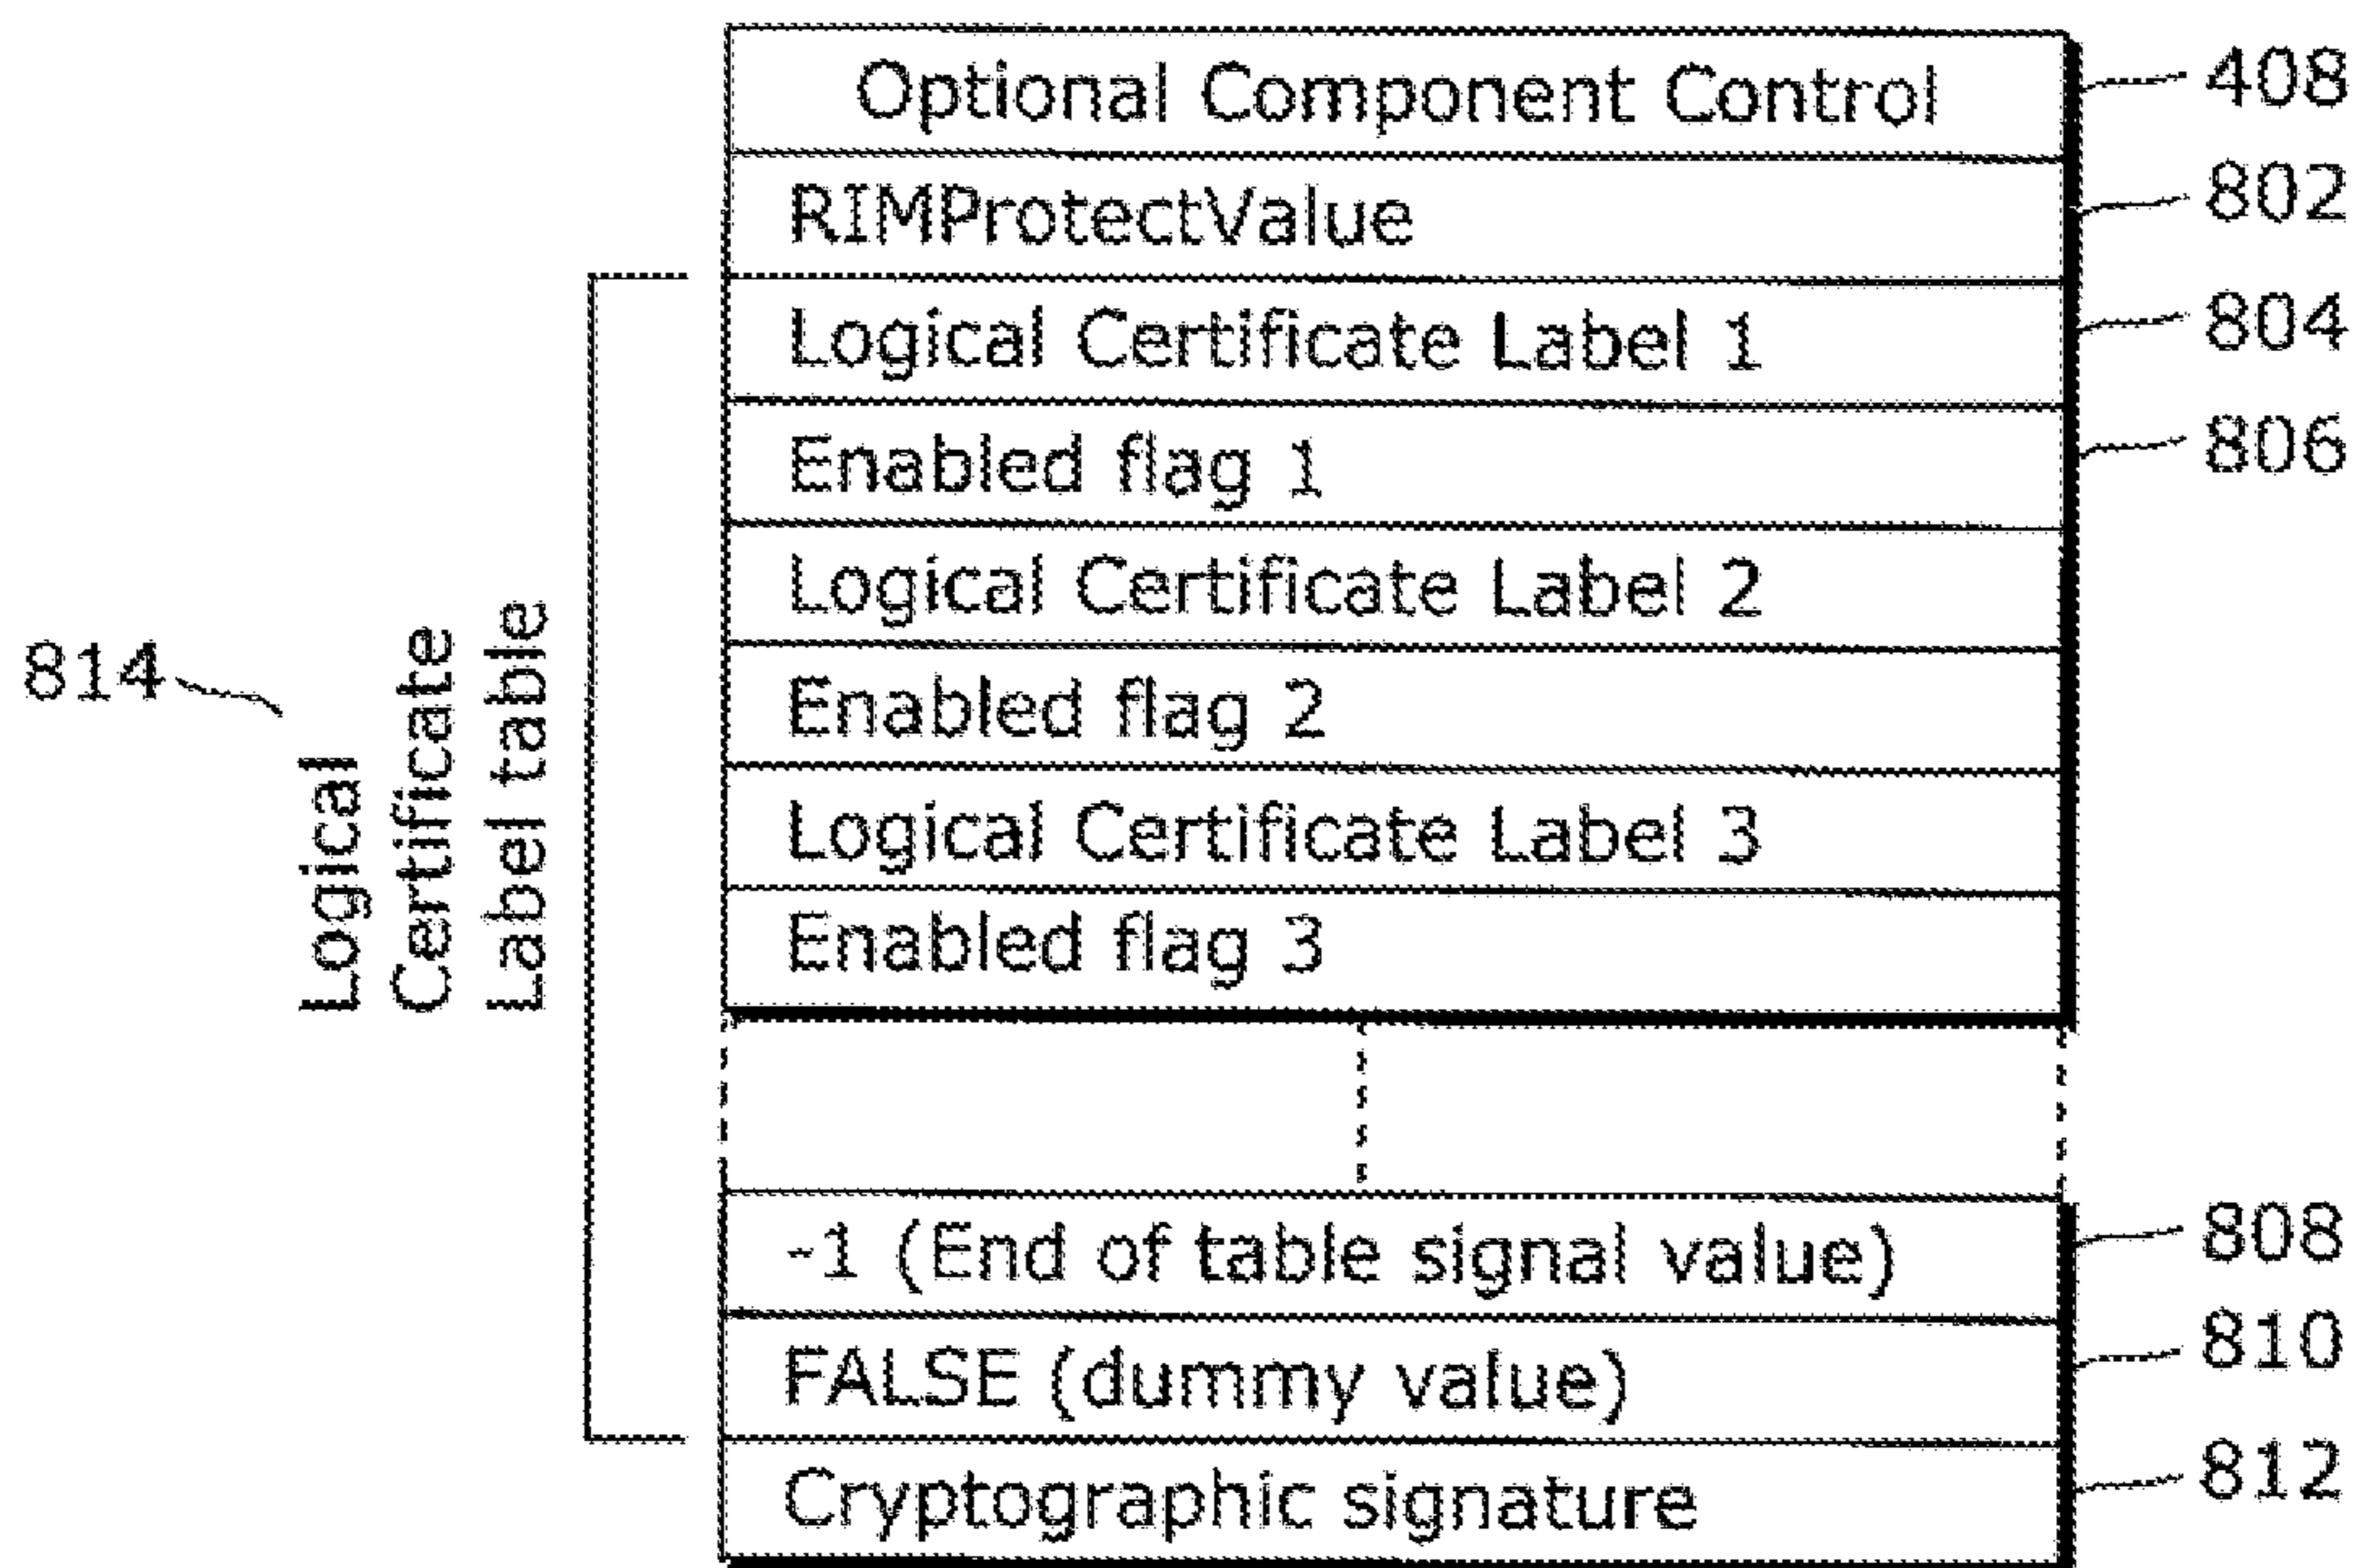 Optional Component Control 408
RIMProtectValue 802
Logical Certificate Label 1 804
Enabled flag 1 806
Logical Certificate Label 2
Enabled flag 2
Logical Certificate Label 3
Enabled flag 3
814
Logical
Certificate
Label table
-1 (End of table signal value) 808
FALSE (dummy value) 810
Cryptographic signature 812